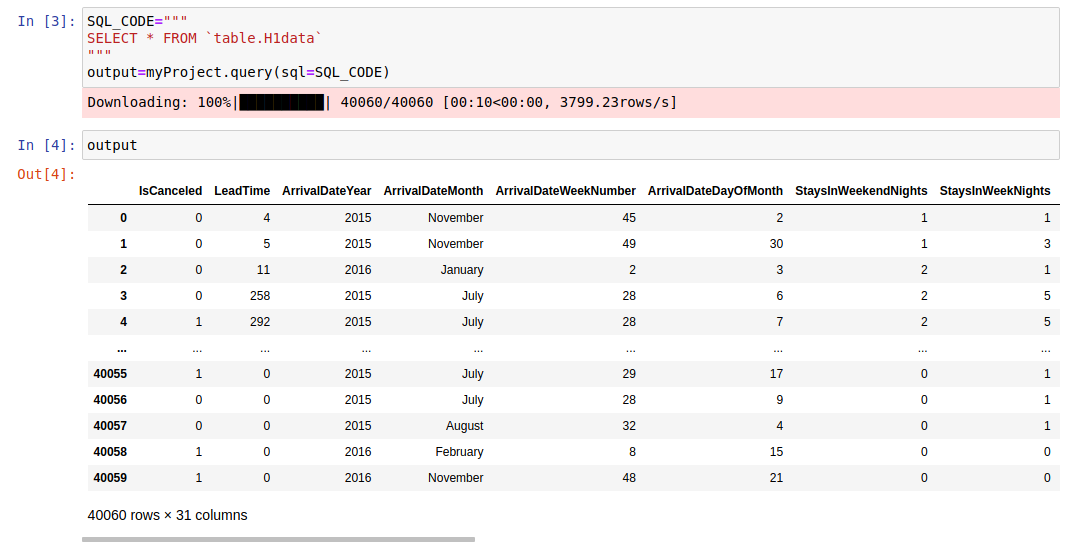 In [3]: SQL_CODE="""
SELECT * FROM `table.H1data`
"""
output=myProject.query(sql=SQL_CODE)
Downloading: 100%|██████████| 40060/40060 [00:10<00:00, 3799.23rows/s]
In [4]: output
Out[4]:
IsCanceled LeadTime ArrivalDateYear ArrivalDateMonth ArrivalDateWeekNumber ArrivalDateDayOfMonth StaysInWeekendNights StaysInWeekNights
0 0 4 2015 November 45 2 1 1
1 0 5 2015 November 49 30 1 3
2 0 11 2016 January 2 3 2 1
3 0 258 2015 July 28 6 2 5
4 1 292 2015 July 28 7 2 5
... ... ... ... ... ... ... ... ...
40055 1 0 2015 July 29 17 0 1
40056 0 0 2015 July 28 9 0 1
40057 0 0 2015 August 32 4 0 1
40058 1 0 2016 February 8 15 0 0
40059 1 0 2016 November 48 21 0 0
40060 rows × 31 columns